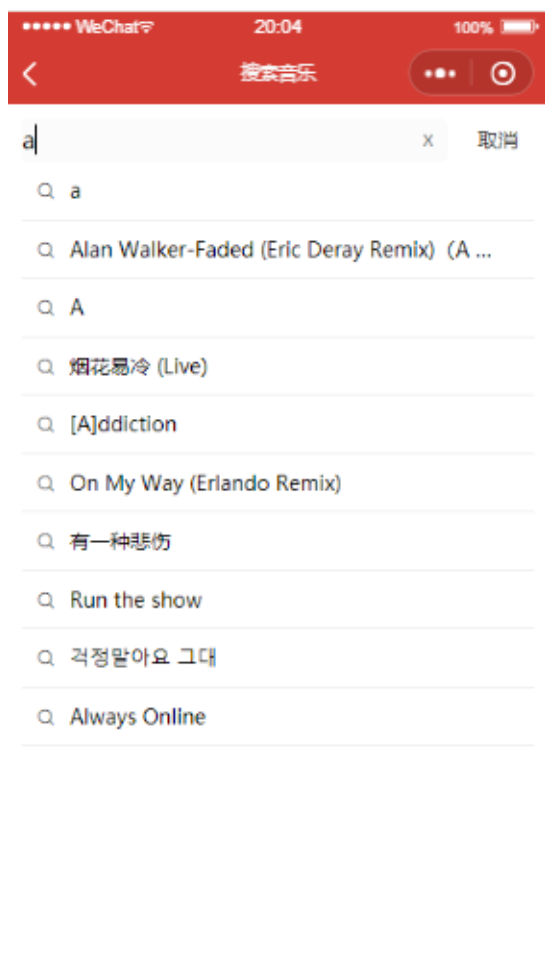 WeChat 20:04 100%
搜索音乐
a x 取消
a
Alan Walker-Faded (Eric Deray Remix)（A ...
A
烟花易冷 (Live)
[A]ddiction
On My Way (Erlando Remix)
有一种悲伤
Run the show
걱정말아요 그대
Always Online